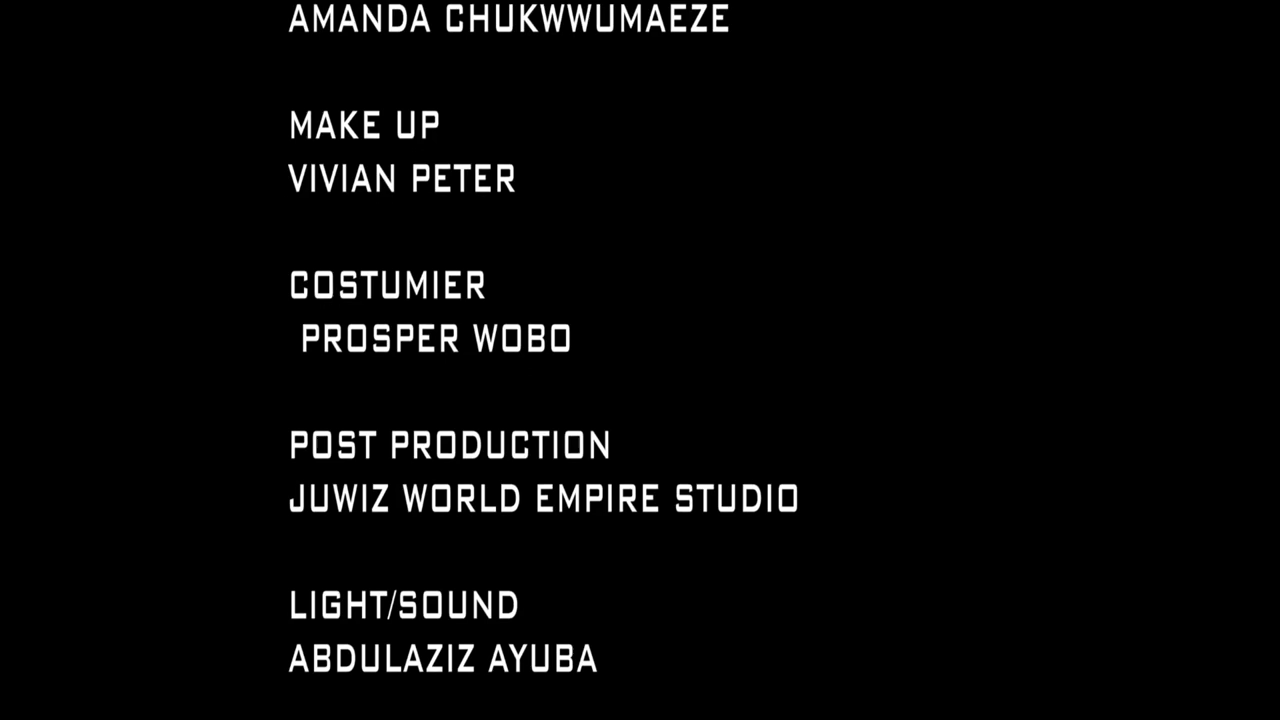 AMANDA CHUKWWUMAEZE
MAKE UP
VIVIAN PETER
COSTUMIER
PROSPER WOBO
POST PRODUCTION
JUWIZ WORLD EMPIRE STUDIO
LIGHT/SOUND
ABDULAZIZ AYUBA